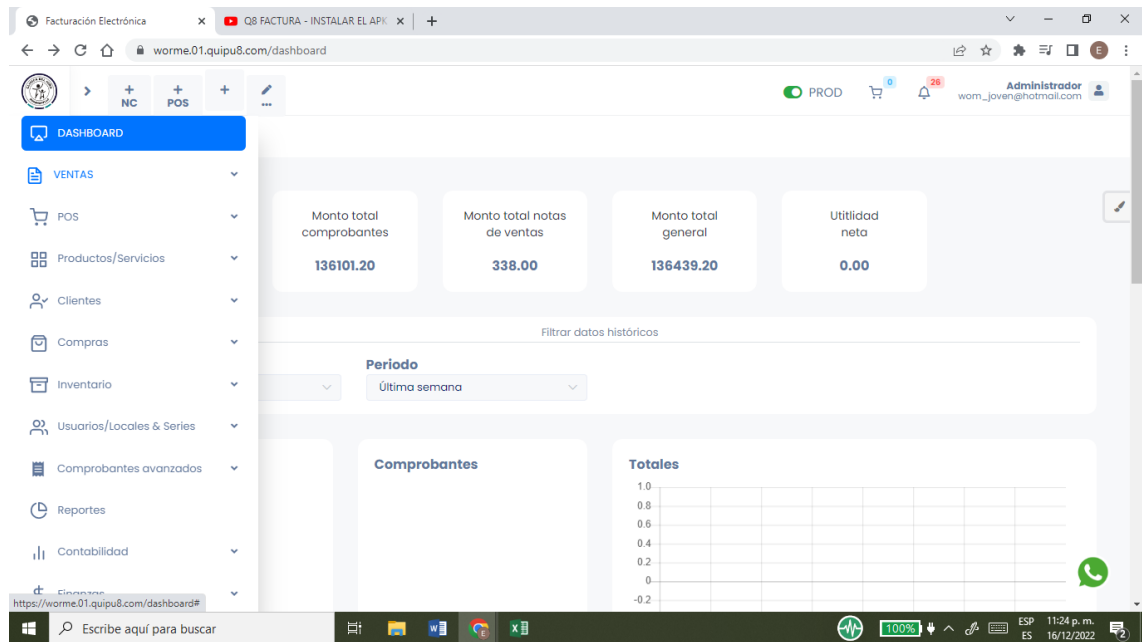 Facturación Electrónica
Q8 FACTURA - INSTALAR EL APK
worme.01.quipu8.com/dashboard
E
+ NC
+ POS
+
...
PROD
0
26
Administrador
wom_joven@hotmail.com
DASHBOARD
VENTAS
POS
Productos/Servicios
Clientes
Compras
Inventario
Usuarios/Locales & Series
Comprobantes avanzados
Reportes
Contabilidad
Finanzas
Monto total
comprobantes
136101.20
Monto total notas
de ventas
338.00
Monto total
general
136439.20
Utitlidad
neta
0.00
Filtrar datos históricos
Periodo
Última semana
Comprobantes
Totales
1.0
0.8
0.6
0.4
0.2
0
-0.2
https://worme.01.quipu8.com/dashboard#
Escribe aquí para buscar
100%
ESP
ES
11:24 p. m.
16/12/2022
2